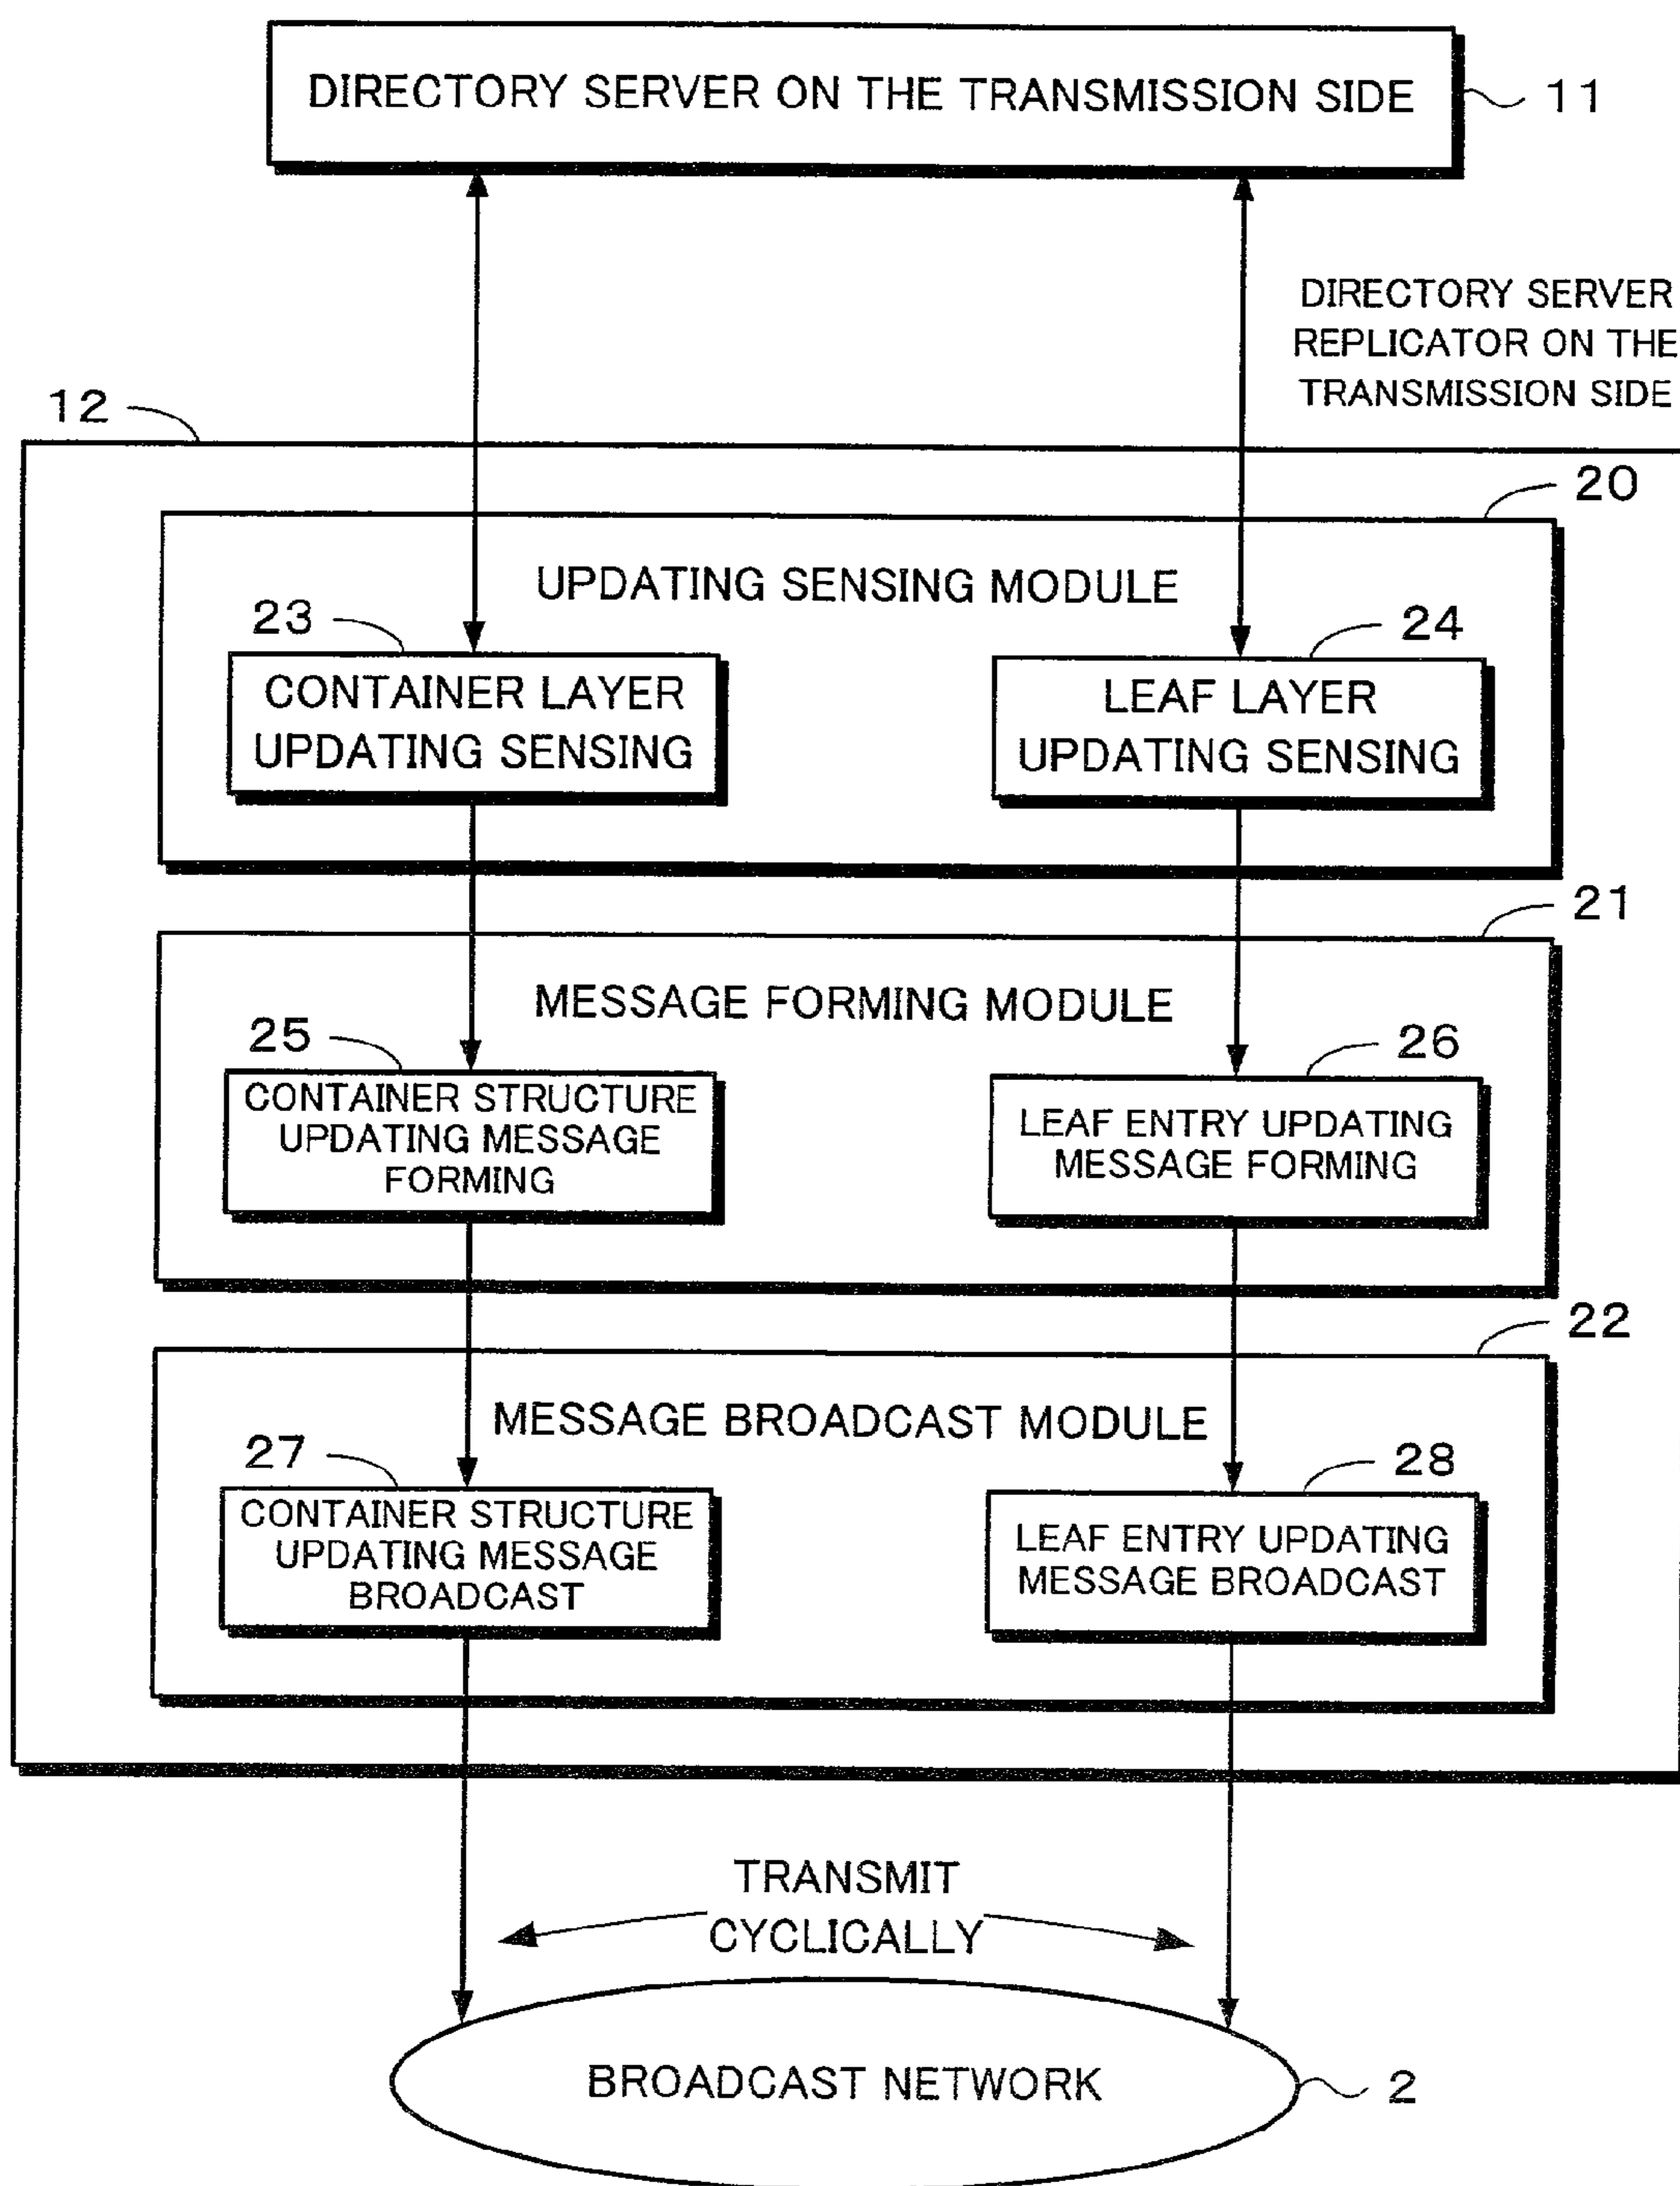 DIRECTORY SERVER ON THE TRANSMISSION SIDE
11
DIRECTORY SERVER
REPLICATOR ON THE
TRANSMISSION SIDE
12
20
UPDATING SENSING MODULE
23
24
CONTAINER LAYER
UPDATING SENSING
LEAF LAYER
UPDATING SENSING
21
MESSAGE FORMING MODULE
25
26
CONTAINER STRUCTURE
UPDATING MESSAGE
FORMING
LEAF ENTRY UPDATING
MESSAGE FORMING
22
MESSAGE BROADCAST MODULE
27
28
CONTAINER STRUCTURE
UPDATING MESSAGE
BROADCAST
LEAF ENTRY UPDATING
MESSAGE BROADCAST
TRANSMIT
CYCLICALLY
BROADCAST NETWORK
2